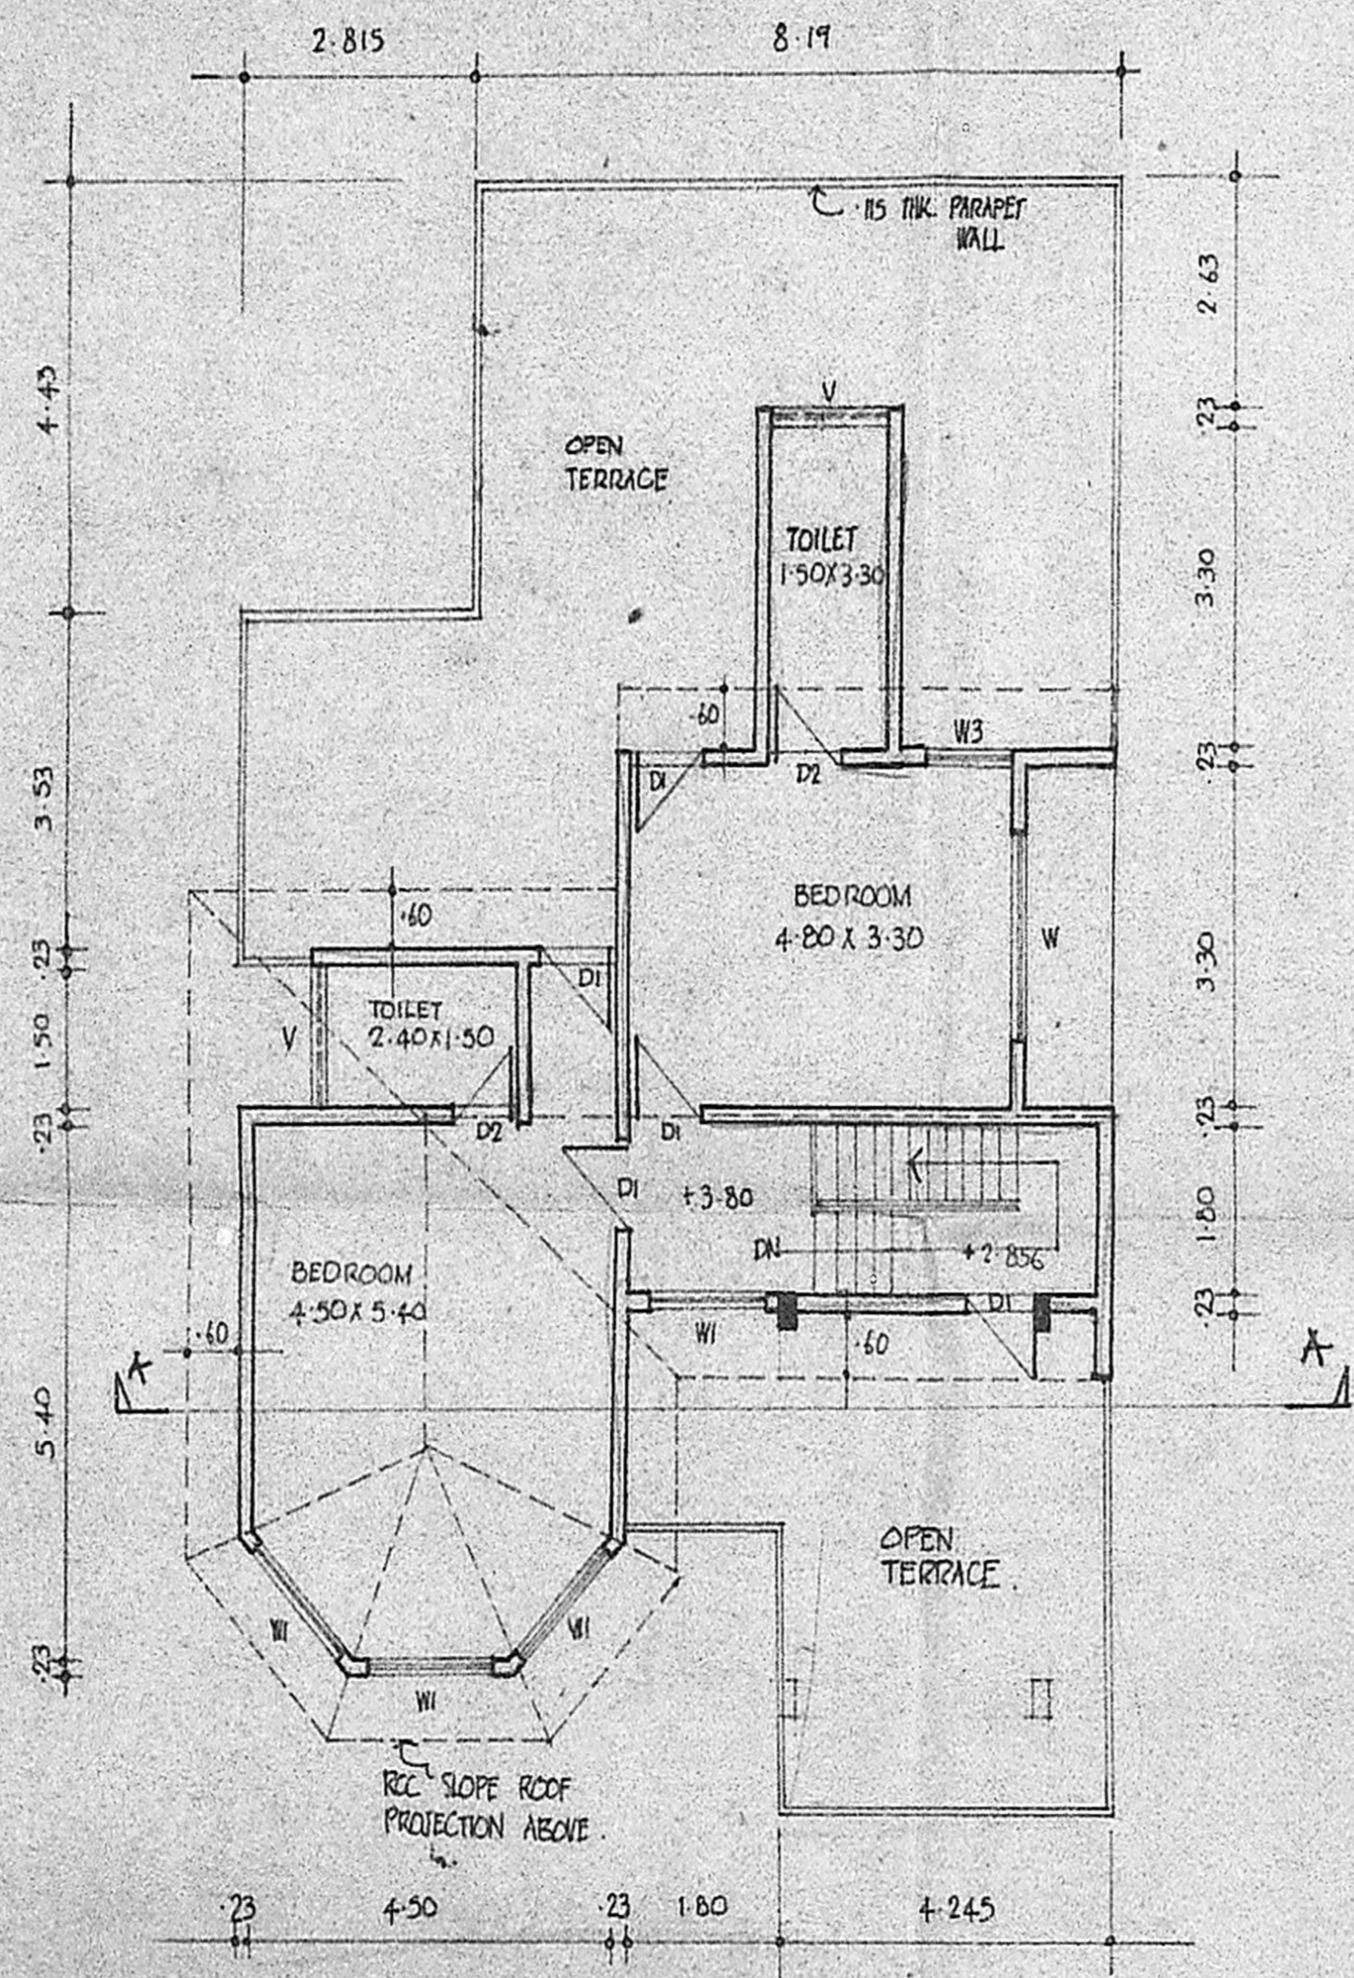 2.815
8.19
.115 THK. PARAPET
WALL
2.63
4.43
V
.23
OPEN
TERRACE
TOILET
1.50X3.30
3.30
.60
W3
D1
D2
.23
3.53
BEDROOM
4.80 X 3.30
W
.60
3.30
.23
D1
TOILET
2.40X1.50
V
1.50
.23
D2
D1
.23
D1
+3.80
1.80
DN
+2.856
BEDROOM
4.50 X 5.40
D1
.23
W1
.60
.60
A
A
5.40
OPEN
TERRACE.
W1
W1
.23
W1
RCC SLOPE ROOF
PROJECTION ABOVE.
.23
4.50
.23
1.80
4.245